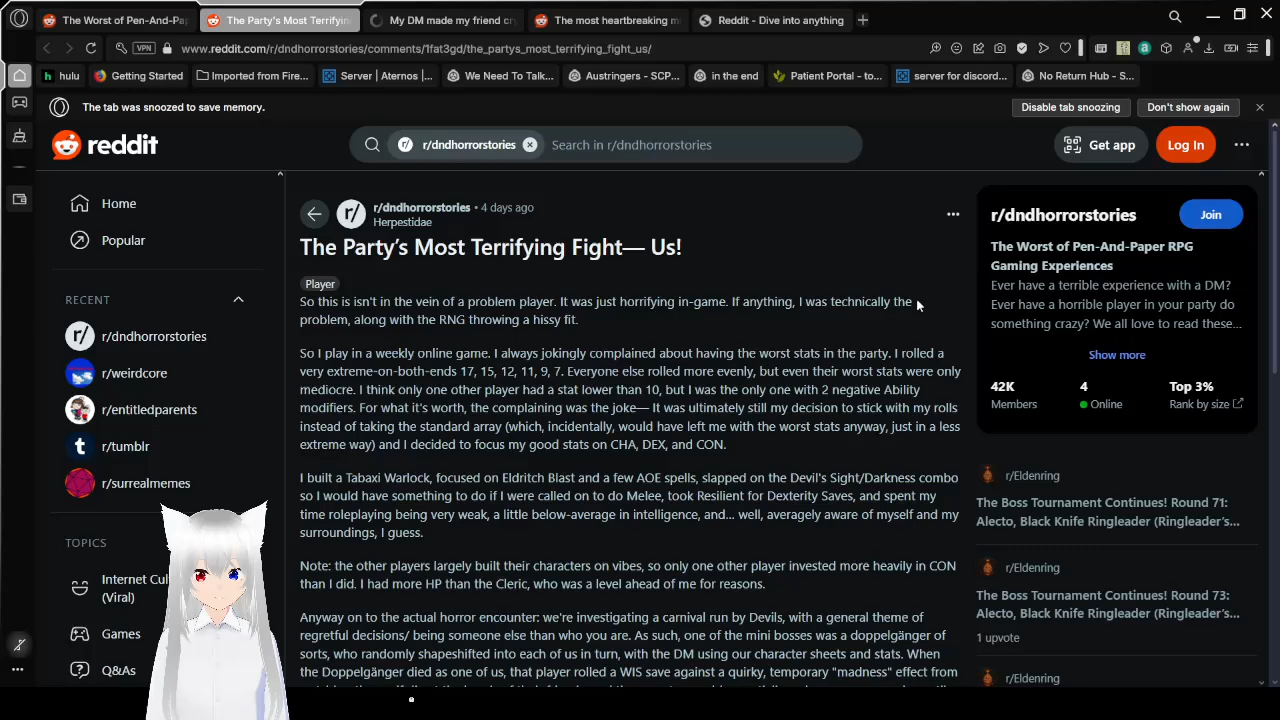 The Worst of Pen-And-Pa
The Party's Most Terrifyin
My DM made my friend cr
The most heartbreaking m
Reddit - Dive into anything
VPN
www.reddit.com/r/dndhorrorstories/comments/1fat3gd/the_partys_most_terrifying_fight_us/
hulu
Getting Started
Imported from Fire...
Server | Aternos |...
We Need To Talk...
Austringers - SCP...
in the end
Patient Portal - to...
server for discord...
No Return Hub - S...
The tab was snoozed to save memory.
Disable tab snoozing
Don't show again
reddit
r/dndhorrorstories
Search in r/dndhorrorstories
Get app
Log In
Home
Popular
RECENT
r/dndhorrorstories
r/weirdcore
r/entitledparents
r/tumblr
r/surrealmemes
TOPICS
Internet Cul
(Viral)
Games
Q&As
r/dndhorrorstories • 4 days ago
Herpestidae
The Party's Most Terrifying Fight— Us!
Player
So this is isn't in the vein of a problem player. It was just horrifying in-game. If anything, I was technically the
problem, along with the RNG throwing a hissy fit.
So I play in a weekly online game. I always jokingly complained about having the worst stats in the party. I rolled a
very extreme-on-both-ends 17, 15, 12, 11, 9, 7. Everyone else rolled more evenly, but even their worst stats were only
mediocre. I think only one other player had a stat lower than 10, but I was the only one with 2 negative Ability
modifiers. For what it's worth, the complaining was the joke— It was ultimately still my decision to stick with my rolls
instead of taking the standard array (which, incidentally, would have left me with the worst stats anyway, just in a less
extreme way) and I decided to focus my good stats on CHA, DEX, and CON.
I built a Tabaxi Warlock, focused on Eldritch Blast and a few AOE spells, slapped on the Devil's Sight/Darkness combo
so I would have something to do if I were called on to do Melee, took Resilient for Dexterity Saves, and spent my
time roleplaying being very weak, a little below-average in intelligence, and... well, averagely aware of myself and my
surroundings, I guess.
Note: the other players largely built their characters on vibes, so only one other player invested more heavily in CON
than I did. I had more HP than the Cleric, who was a level ahead of me for reasons.
Anyway on to the actual horror encounter: we're investigating a carnival run by Devils, with a general theme of
regretful decisions/ being someone else than who you are. As such, one of the mini bosses was a doppelgänger of
sorts, who randomly shapeshifted into each of us in turn, with the DM using our character sheets and stats. When
the Doppelgänger died as one of us, that player rolled a WIS save against a quirky, temporary "madness" effect from
r/dndhorrorstories
Join
The Worst of Pen-And-Paper RPG
Gaming Experiences
Ever have a terrible experience with a DM?
Ever have a horrible player in your party do
something crazy? We all love to read these...
Show more
42K
Members
4
Online
Top 3%
Rank by size
r/Eldenring
The Boss Tournament Continues! Round 71:
Alecto, Black Knife Ringleader (Ringleader's...
r/Eldenring
The Boss Tournament Continues! Round 73:
Alecto, Black Knife Ringleader (Ringleader's...
1 upvote
r/Eldenring